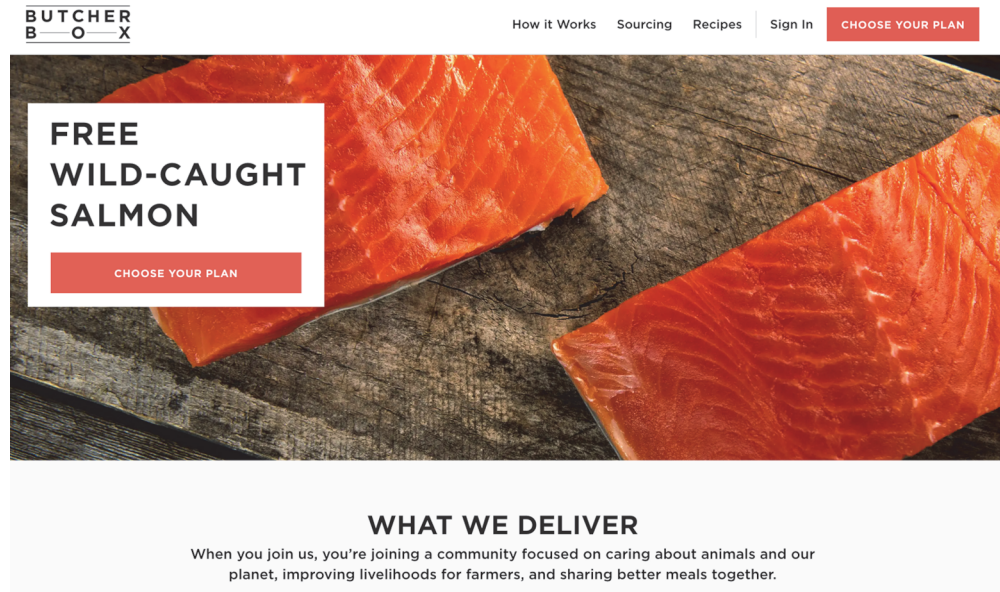 BUTCHER
BOX
How it Works
Sourcing
Recipes
Sign In
CHOOSE YOUR PLAN
FREE
WILD-CAUGHT
SALMON
CHOOSE YOUR PLAN
WHAT WE DELIVER
When you join us, you’re joining a community focused on caring about animals and our
planet, improving livelihoods for farmers, and sharing better meals together.